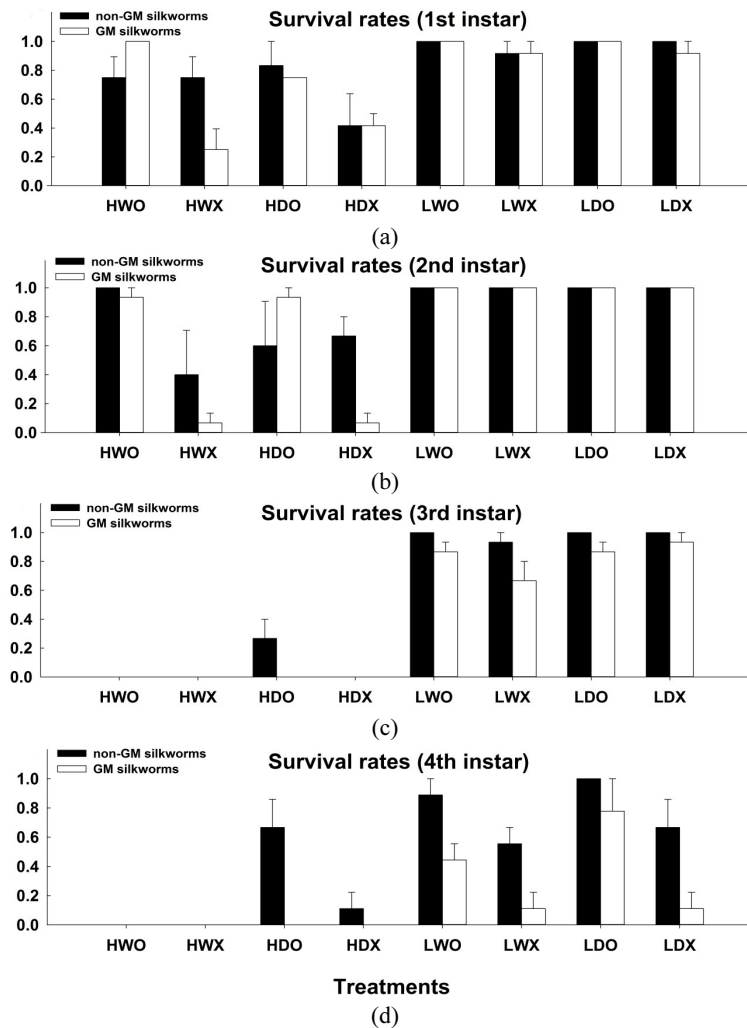 Survival rates (1st instar)
non-GM silkworms
GM silkworms
1.0
0.8
0.6
0.4
0.2
0.0
HWO HWX HDO HDX LWO LWX LDO LDX
(a)
Survival rates (2nd instar)
non-GM silkworms
GM silkworms
1.0
0.8
0.6
0.4
0.2
0.0
HWO HWX HDO HDX LWO LWX LDO LDX
(b)
Survival rates (3rd instar)
non-GM silkworms
GM silkworms
1.0
0.8
0.6
0.4
0.2
0.0
HWO HWX HDO HDX LWO LWX LDO LDX
(c)
Survival rates (4th instar)
non-GM silkworms
GM silkworms
1.0
0.8
0.6
0.4
0.2
0.0
HWO HWX HDO HDX LWO LWX LDO LDX
Treatments
(d)